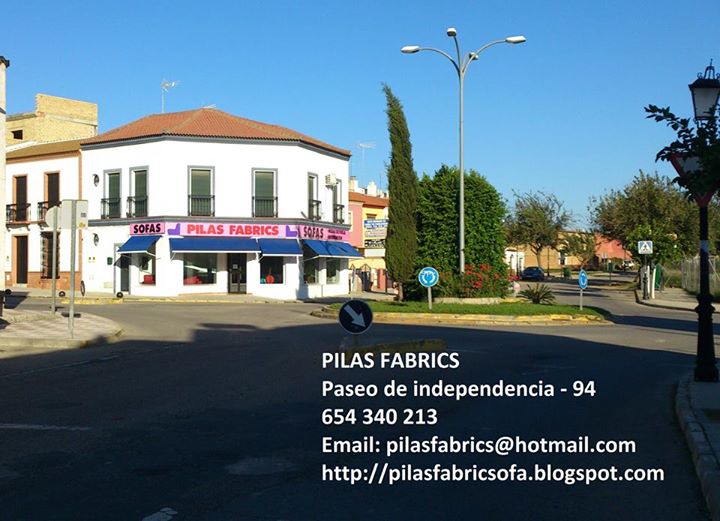 SOFAS
PILAS FABRICS
SOFAS
PILAS FABRICS
Paseo de independencia - 94
654 340 213
Email: pilasfabrics@hotmail.com
http://pilasfabricsofa.blogspot.com